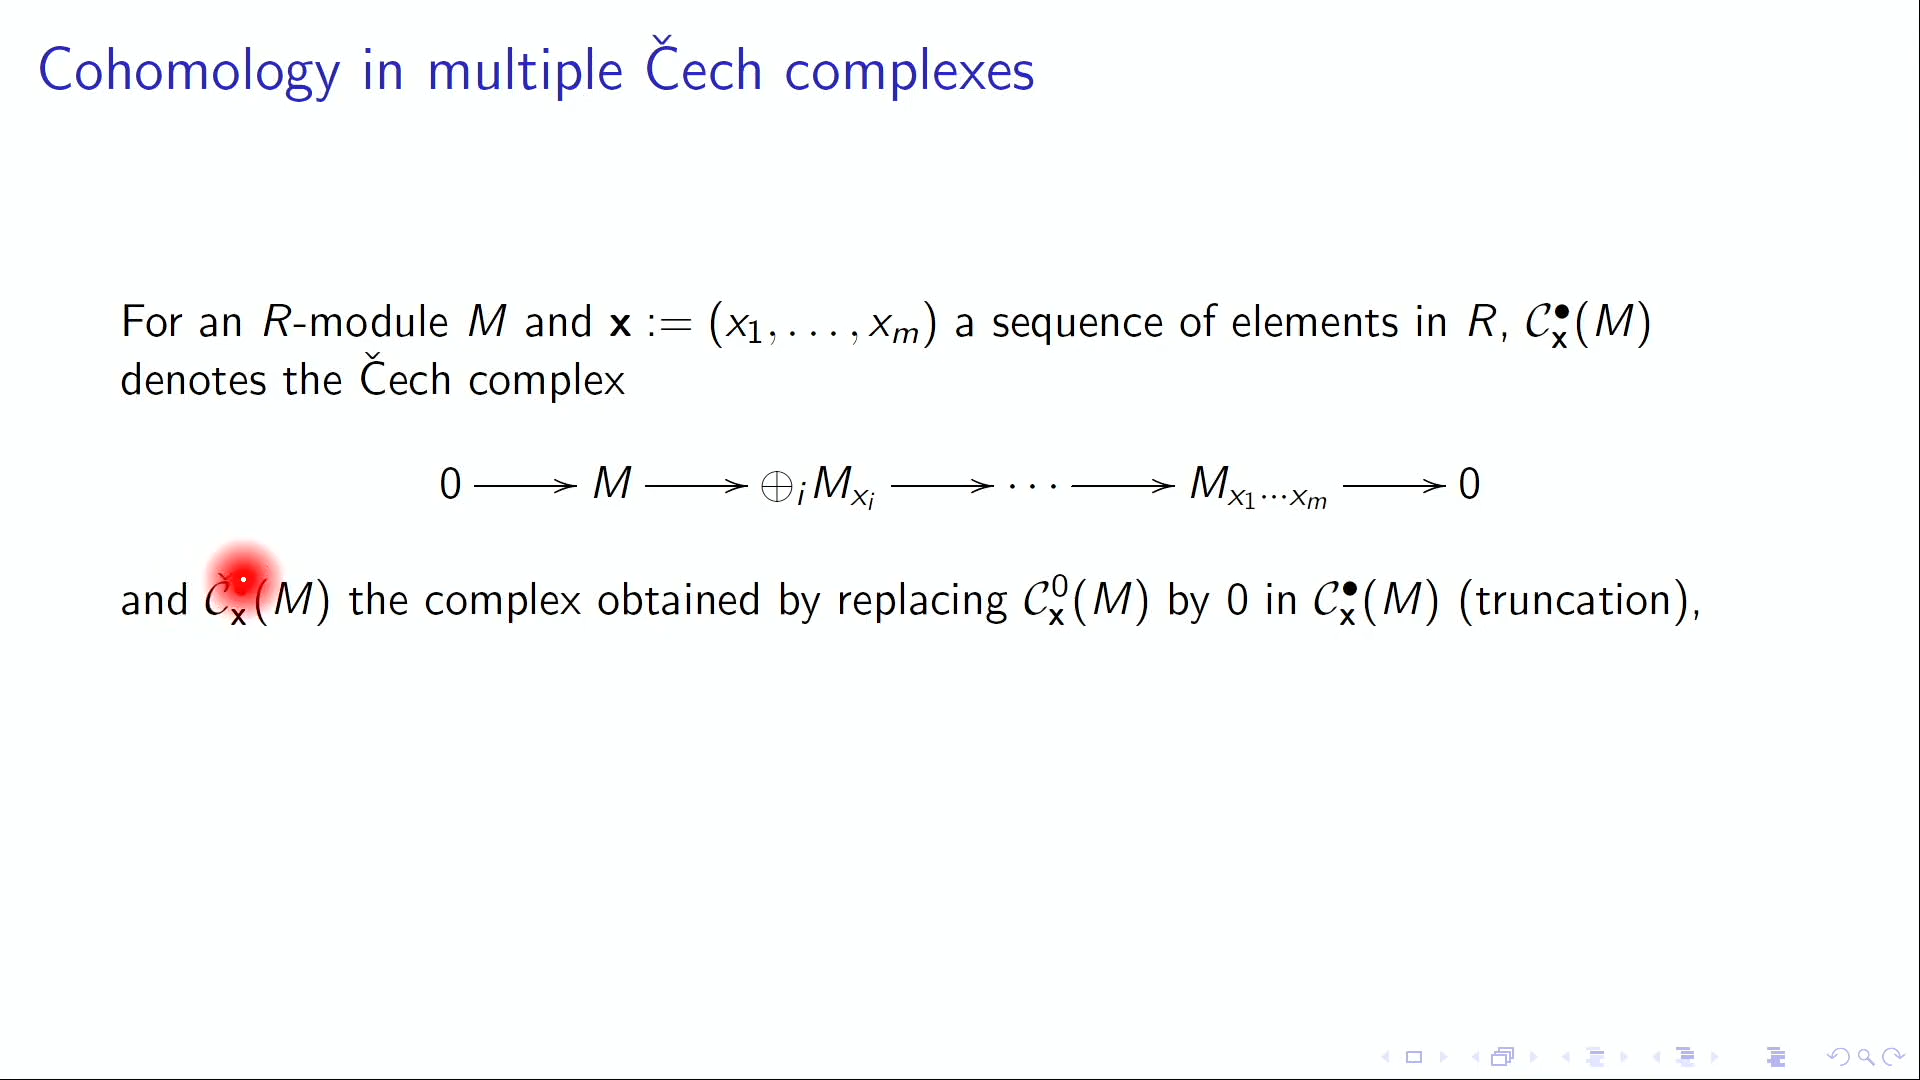 Cohomology in multiple Čech complexes
For an R-module M and x := (x₁, . . . , xₘ) a sequence of elements in R, 𝒞•ₓ(M)
denotes the Čech complex
0 → M → ⊕ᵢ Mₓᵢ → · · · → Mₓ₁···ₓₘ → 0
and 𝒞̌•ₓ(M) the complex obtained by replacing 𝒞⁰ₓ(M) by 0 in 𝒞•ₓ(M) (truncation),